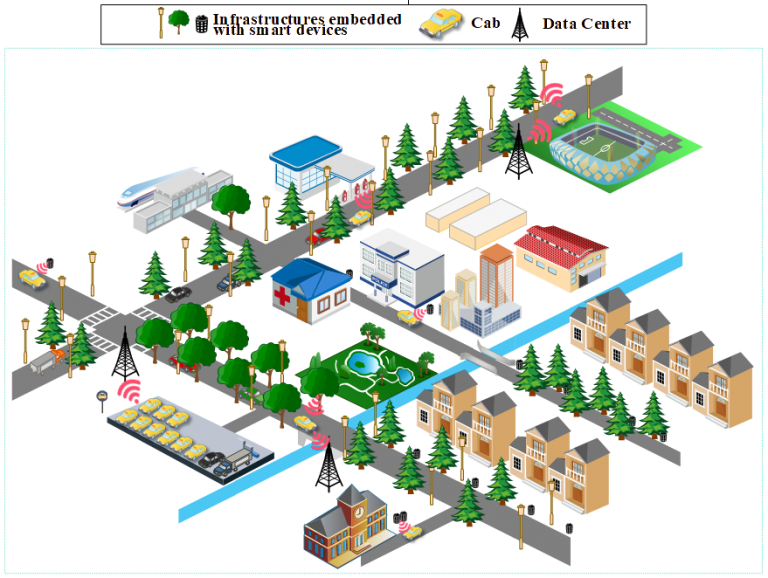 Infrastructures embedded
with smart devices
Cab
Data Center